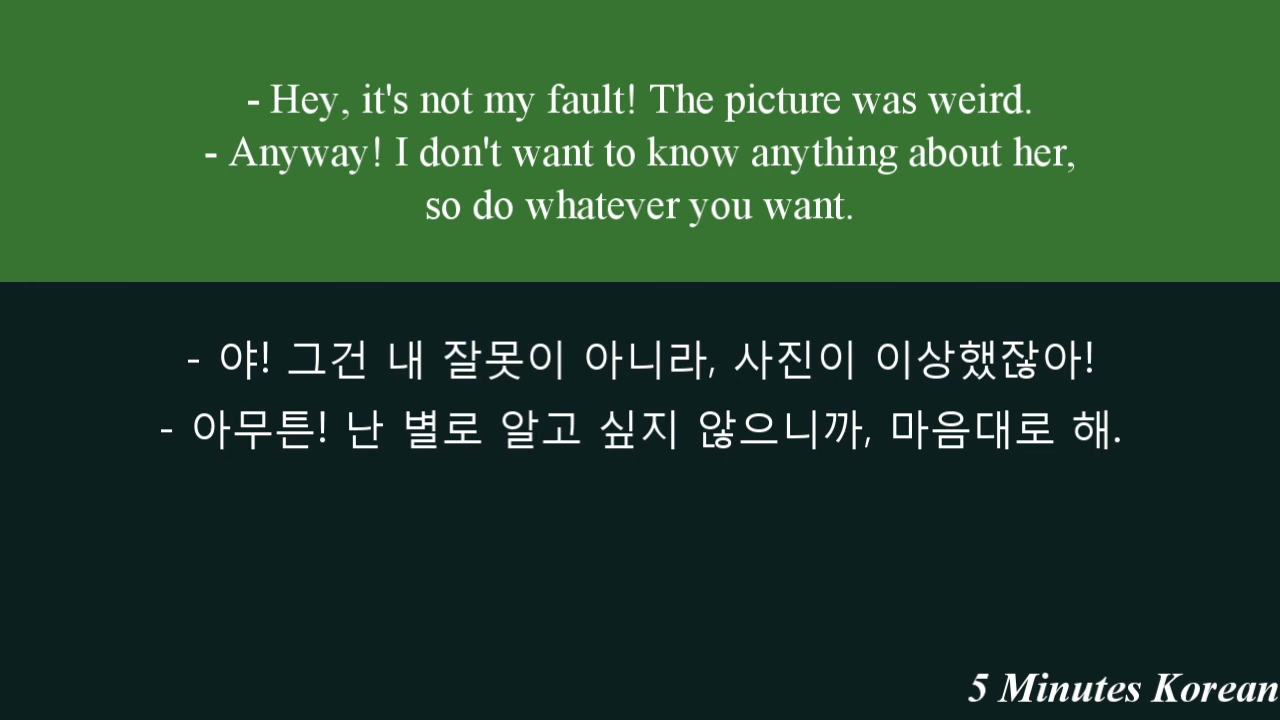 - Hey, it's not my fault! The picture was weird.
- Anyway! I don't want to know anything about her,
so do whatever you want.
- 야! 그건 내 잘못이 아니라, 사진이 이상했잖아!
- 아무튼! 난 별로 알고 싶지 않으니까, 마음대로 해.
5 Minutes Korean